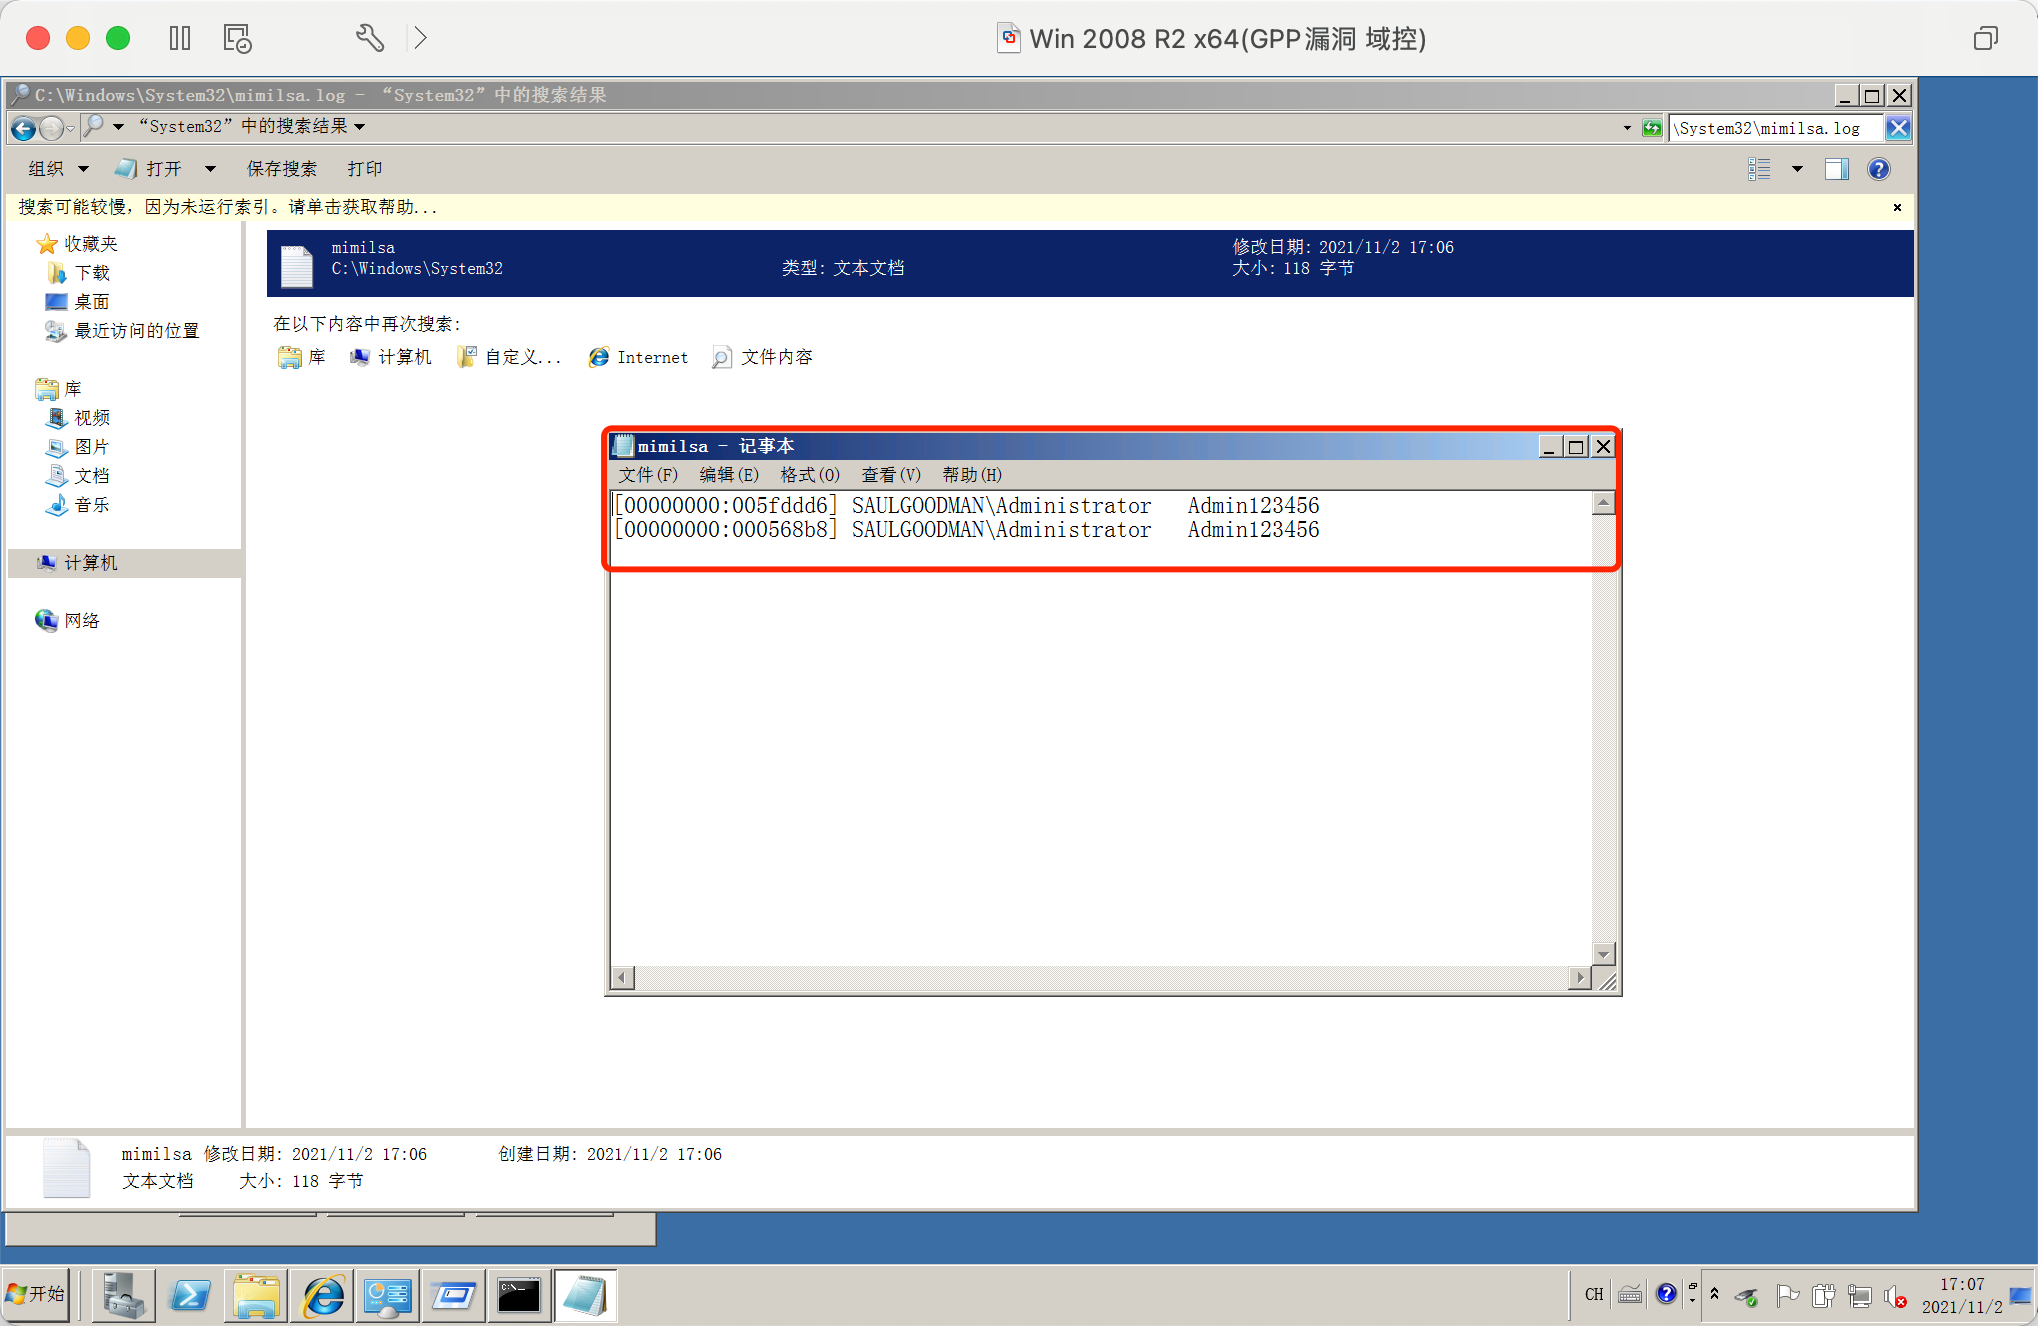 Win 2008 R2 x64(GPP漏洞 域控)
C:\Windows\System32\mimilsa.log - “System32”中的搜索结果
“System32”中的搜索结果
\System32\mimilsa.log
组织 打开 保存搜索 打印
搜索可能较慢，因为未运行索引。请单击获取帮助...
收藏夹
下载
桌面
最近访问的位置
库
视频
图片
文档
音乐
计算机
网络
mimilsa
C:\Windows\System32
类型: 文本文档
修改日期: 2021/11/2 17:06
大小: 118 字节
在以下内容中再次搜索:
库 计算机 自定义... Internet 文件内容
mimilsa - 记事本
文件(F) 编辑(E) 格式(O) 查看(V) 帮助(H)
[00000000:005fddd6] SAULGOODMAN\Administrator Admin123456
[00000000:000568b8] SAULGOODMAN\Administrator Admin123456
mimilsa 修改日期: 2021/11/2 17:06 创建日期: 2021/11/2 17:06
文本文档 大小: 118 字节
开始
CH
17:07
2021/11/2